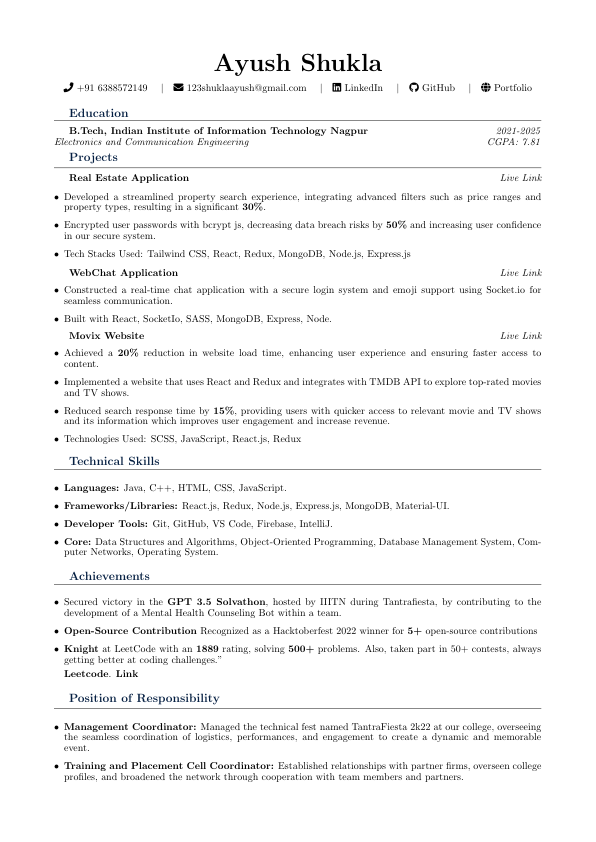 Ayush Shukla
+91 6388572149 | 123shuklaayush@gmail.com | LinkedIn | GitHub | Portfolio
Education
B.Tech, Indian Institute of Information Technology Nagpur 2021-2025
Electronics and Communication Engineering CGPA: 7.81
Projects
Real Estate Application Live Link
• Developed a streamlined property search experience, integrating advanced filters such as price ranges and
property types, resulting in a significant 30%.
• Encrypted user passwords with bcrypt js, decreasing data breach risks by 50% and increasing user confidence
in our secure system.
• Tech Stacks Used: Tailwind CSS, React, Redux, MongoDB, Node.js, Express.js
WebChat Application Live Link
• Constructed a real-time chat application with a secure login system and emoji support using Socket.io for
seamless communication.
• Built with React, SocketIo, SASS, MongoDB, Express, Node.
Movix Website Live Link
• Achieved a 20% reduction in website load time, enhancing user experience and ensuring faster access to
content.
• Implemented a website that uses React and Redux and integrates with TMDB API to explore top-rated movies
and TV shows.
• Reduced search response time by 15%, providing users with quicker access to relevant movie and TV shows
and its information which improves user engagement and increase revenue.
• Technologies Used: SCSS, JavaScript, React.js, Redux
Technical Skills
• Languages: Java, C++, HTML, CSS, JavaScript.
• Frameworks/Libraries: React.js, Redux, Node.js, Express.js, MongoDB, Material-UI.
• Developer Tools: Git, GitHub, VS Code, Firebase, IntelliJ.
• Core: Data Structures and Algorithms, Object-Oriented Programming, Database Management System, Com-
puter Networks, Operating System.
Achievements
• Secured victory in the GPT 3.5 Solvathon, hosted by IIITN during Tantrafiesta, by contributing to the
development of a Mental Health Counseling Bot within a team.
• Open-Source Contribution Recognized as a Hacktoberfest 2022 winner for 5+ open-source contributions
• Knight at LeetCode with an 1889 rating, solving 500+ problems. Also, taken part in 50+ contests, always
getting better at coding challenges.”
Leetcode. Link
Position of Responsibility
• Management Coordinator: Managed the technical fest named TantraFiesta 2k22 at our college, overseeing
the seamless coordination of logistics, performances, and engagement to create a dynamic and memorable
event.
• Training and Placement Cell Coordinator: Established relationships with partner firms, overseen college
profiles, and broadened the network through cooperation with team members and partners.